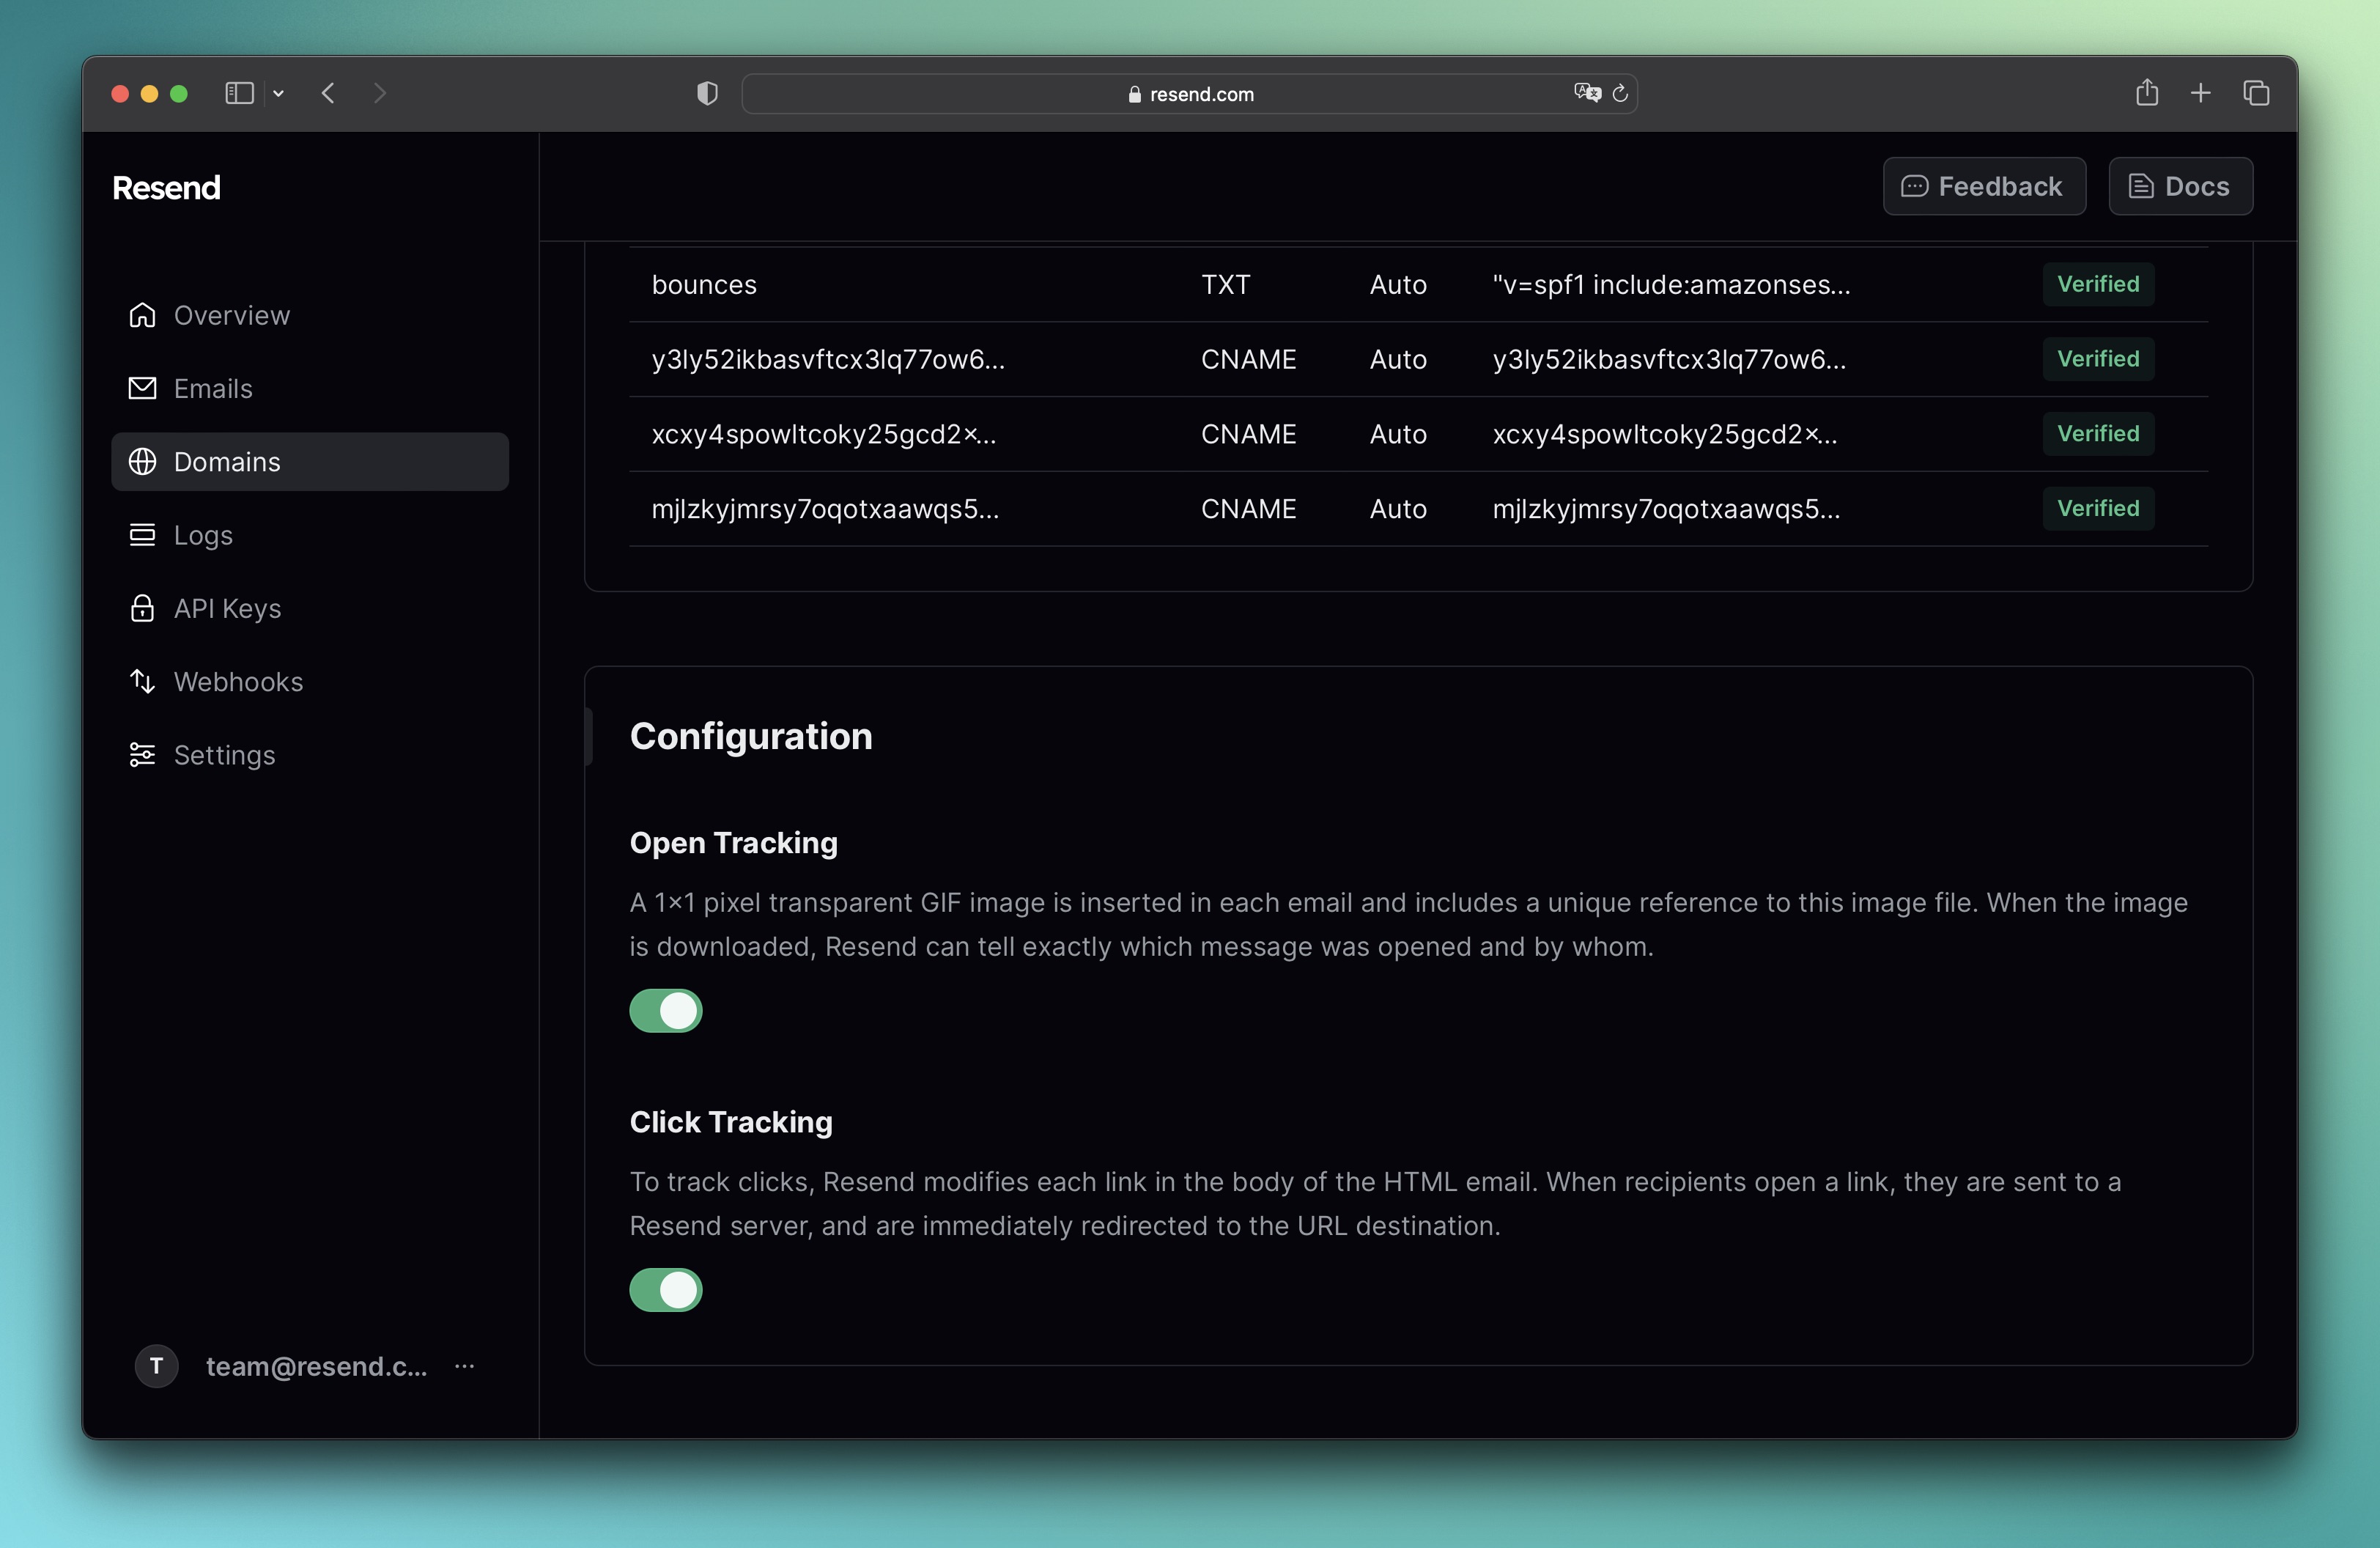 resend.com
Resend
Feedback
Docs
Overview
Emails
Domains
Logs
API Keys
Webhooks
Settings
bounces TXT Auto "v=spf1 include:amazonses... Verified
y3ly52ikbasvftcx3lq77ow6... CNAME Auto y3ly52ikbasvftcx3lq77ow6... Verified
xcxy4spowltcoky25gcd2x... CNAME Auto xcxy4spowltcoky25gcd2x... Verified
mjlzkyjmrsy7oqotxaawqs5... CNAME Auto mjlzkyjmrsy7oqotxaawqs5... Verified
Configuration
Open Tracking
A 1×1 pixel transparent GIF image is inserted in each email and includes a unique reference to this image file. When the image
is downloaded, Resend can tell exactly which message was opened and by whom.
Click Tracking
To track clicks, Resend modifies each link in the body of the HTML email. When recipients open a link, they are sent to a
Resend server, and are immediately redirected to the URL destination.
T team@resend.c... ...